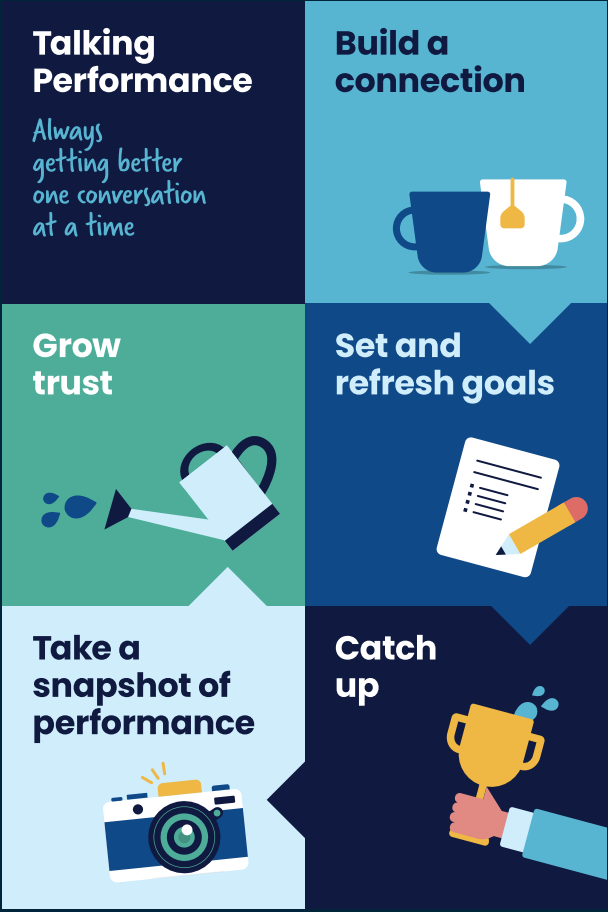 Talking
Performance
Always
getting better
one conversation
at a time
Build a
connection
Grow
trust
Set and
refresh goals
Take a
snapshot of
performance
Catch
up